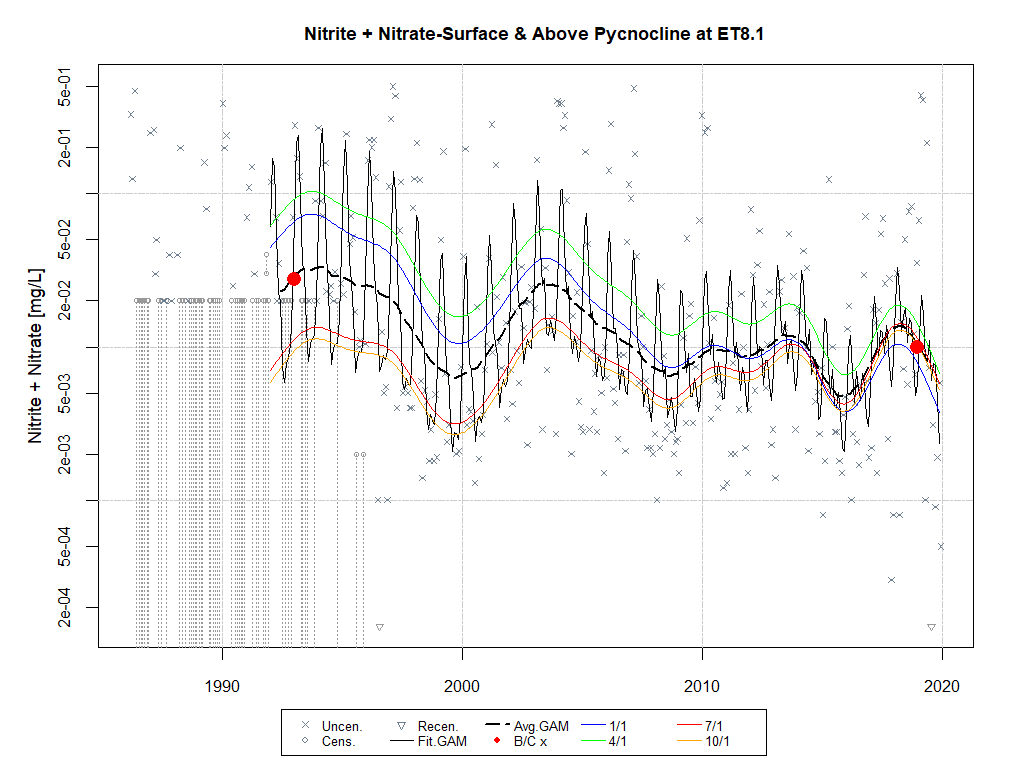 Nitrite + Nitrate-Surface & Above Pycnocline at ET8.1
Nitrite + Nitrate [mg/L]
5e-01
2e-01
5e-02
2e-02
5e-03
2e-03
5e-04
2e-04
1990 2000 2010 2020
Uncen. Recen. Avg.GAM 1/1 7/1
Cens. Fit.GAM B/C x 4/1 10/1